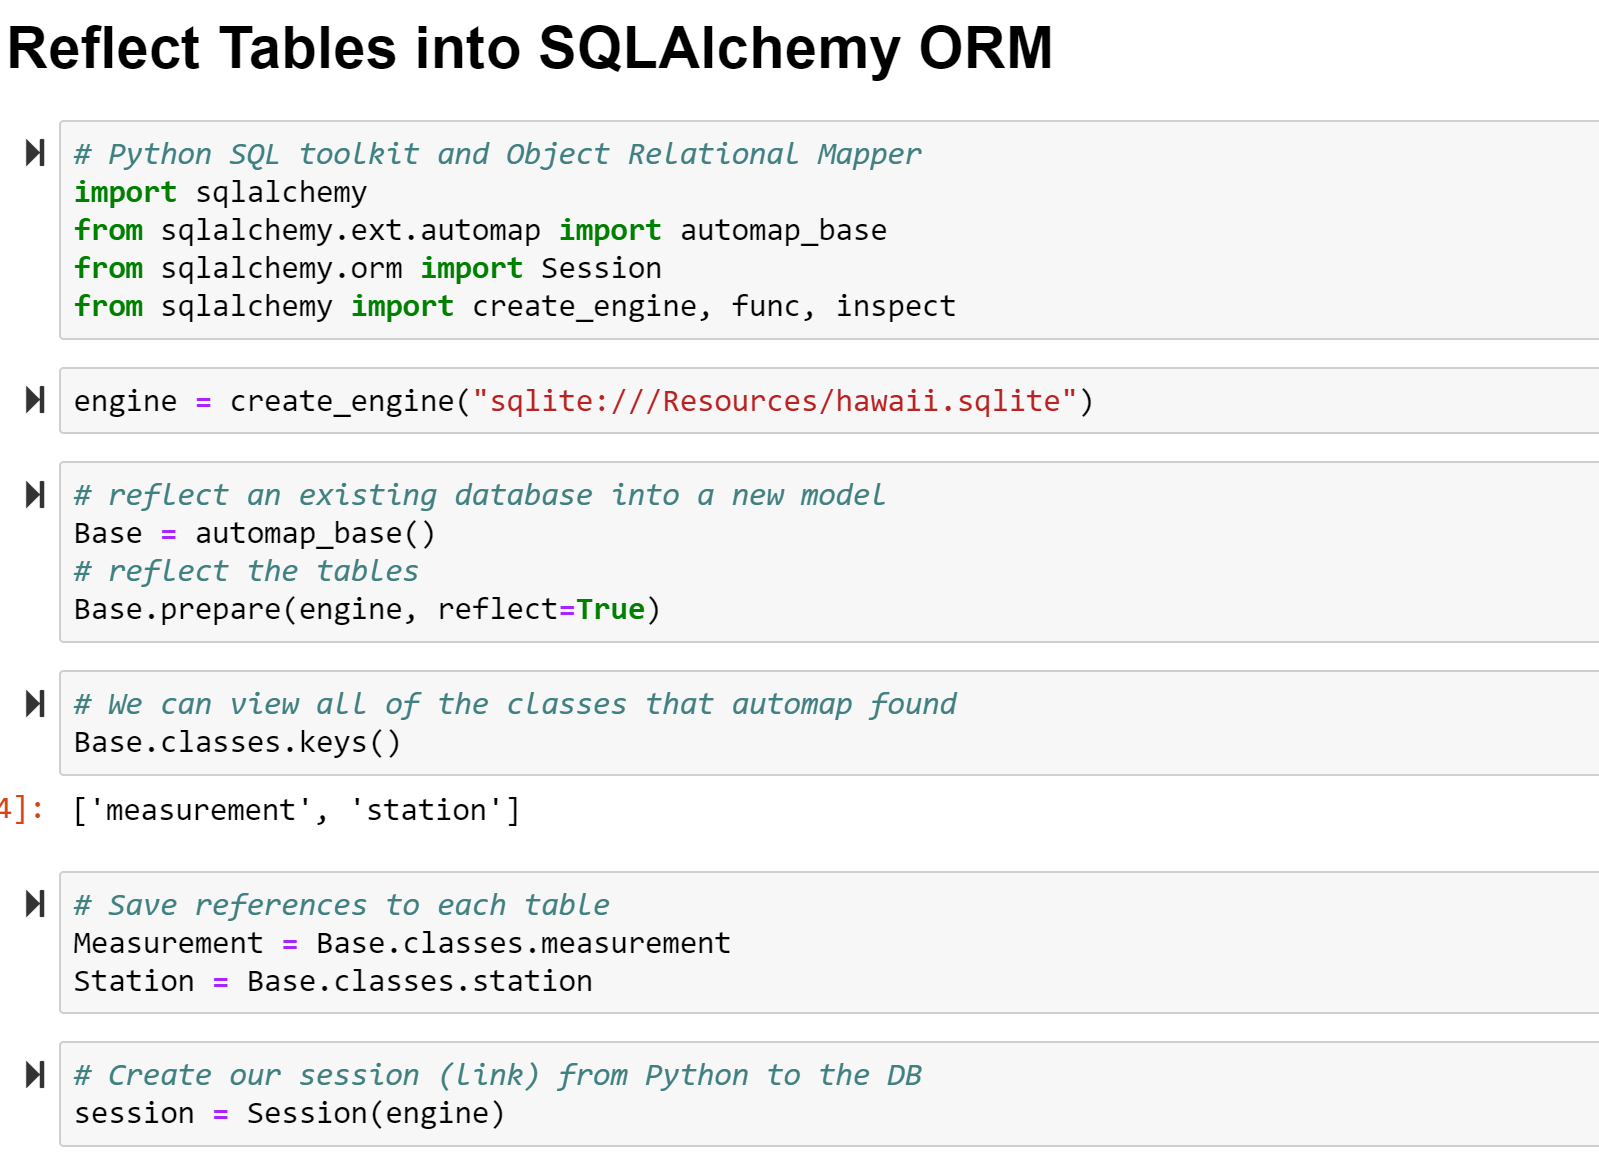 Reflect Tables into SQLAlchemy ORM
# Python SQL toolkit and Object Relational Mapper
import sqlalchemy
from sqlalchemy.ext.automap import automap_base
from sqlalchemy.orm import Session
from sqlalchemy import create_engine, func, inspect
engine = create_engine("sqlite:///Resources/hawaii.sqlite")
# reflect an existing database into a new model
Base = automap_base()
# reflect the tables
Base.prepare(engine, reflect=True)
# We can view all of the classes that automap found
Base.classes.keys()
4]: ['measurement', 'station']
# Save references to each table
Measurement = Base.classes.measurement
Station = Base.classes.station
# Create our session (link) from Python to the DB
session = Session(engine)